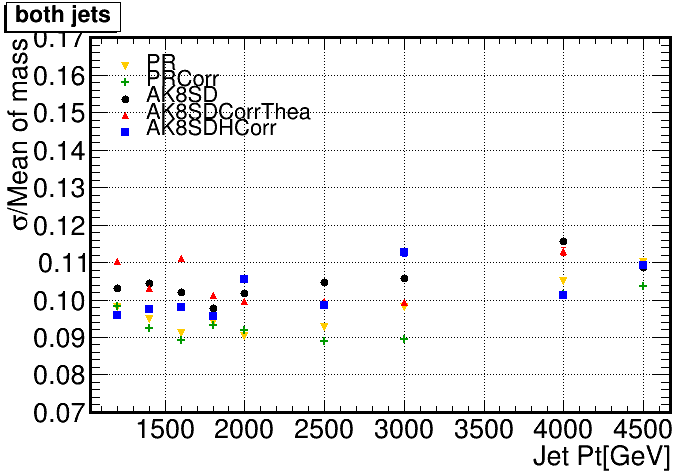 both jets
σ/Mean of mass
0.17
0.16
0.15
0.14
0.13
0.12
0.11
0.10
0.09
0.08
0.07
PR
PRCorr
AK8SD
AK8SDCorrThea
AK8SDHCorr
1500 2000 2500 3000 3500 4000 4500
Jet Pt[GeV]